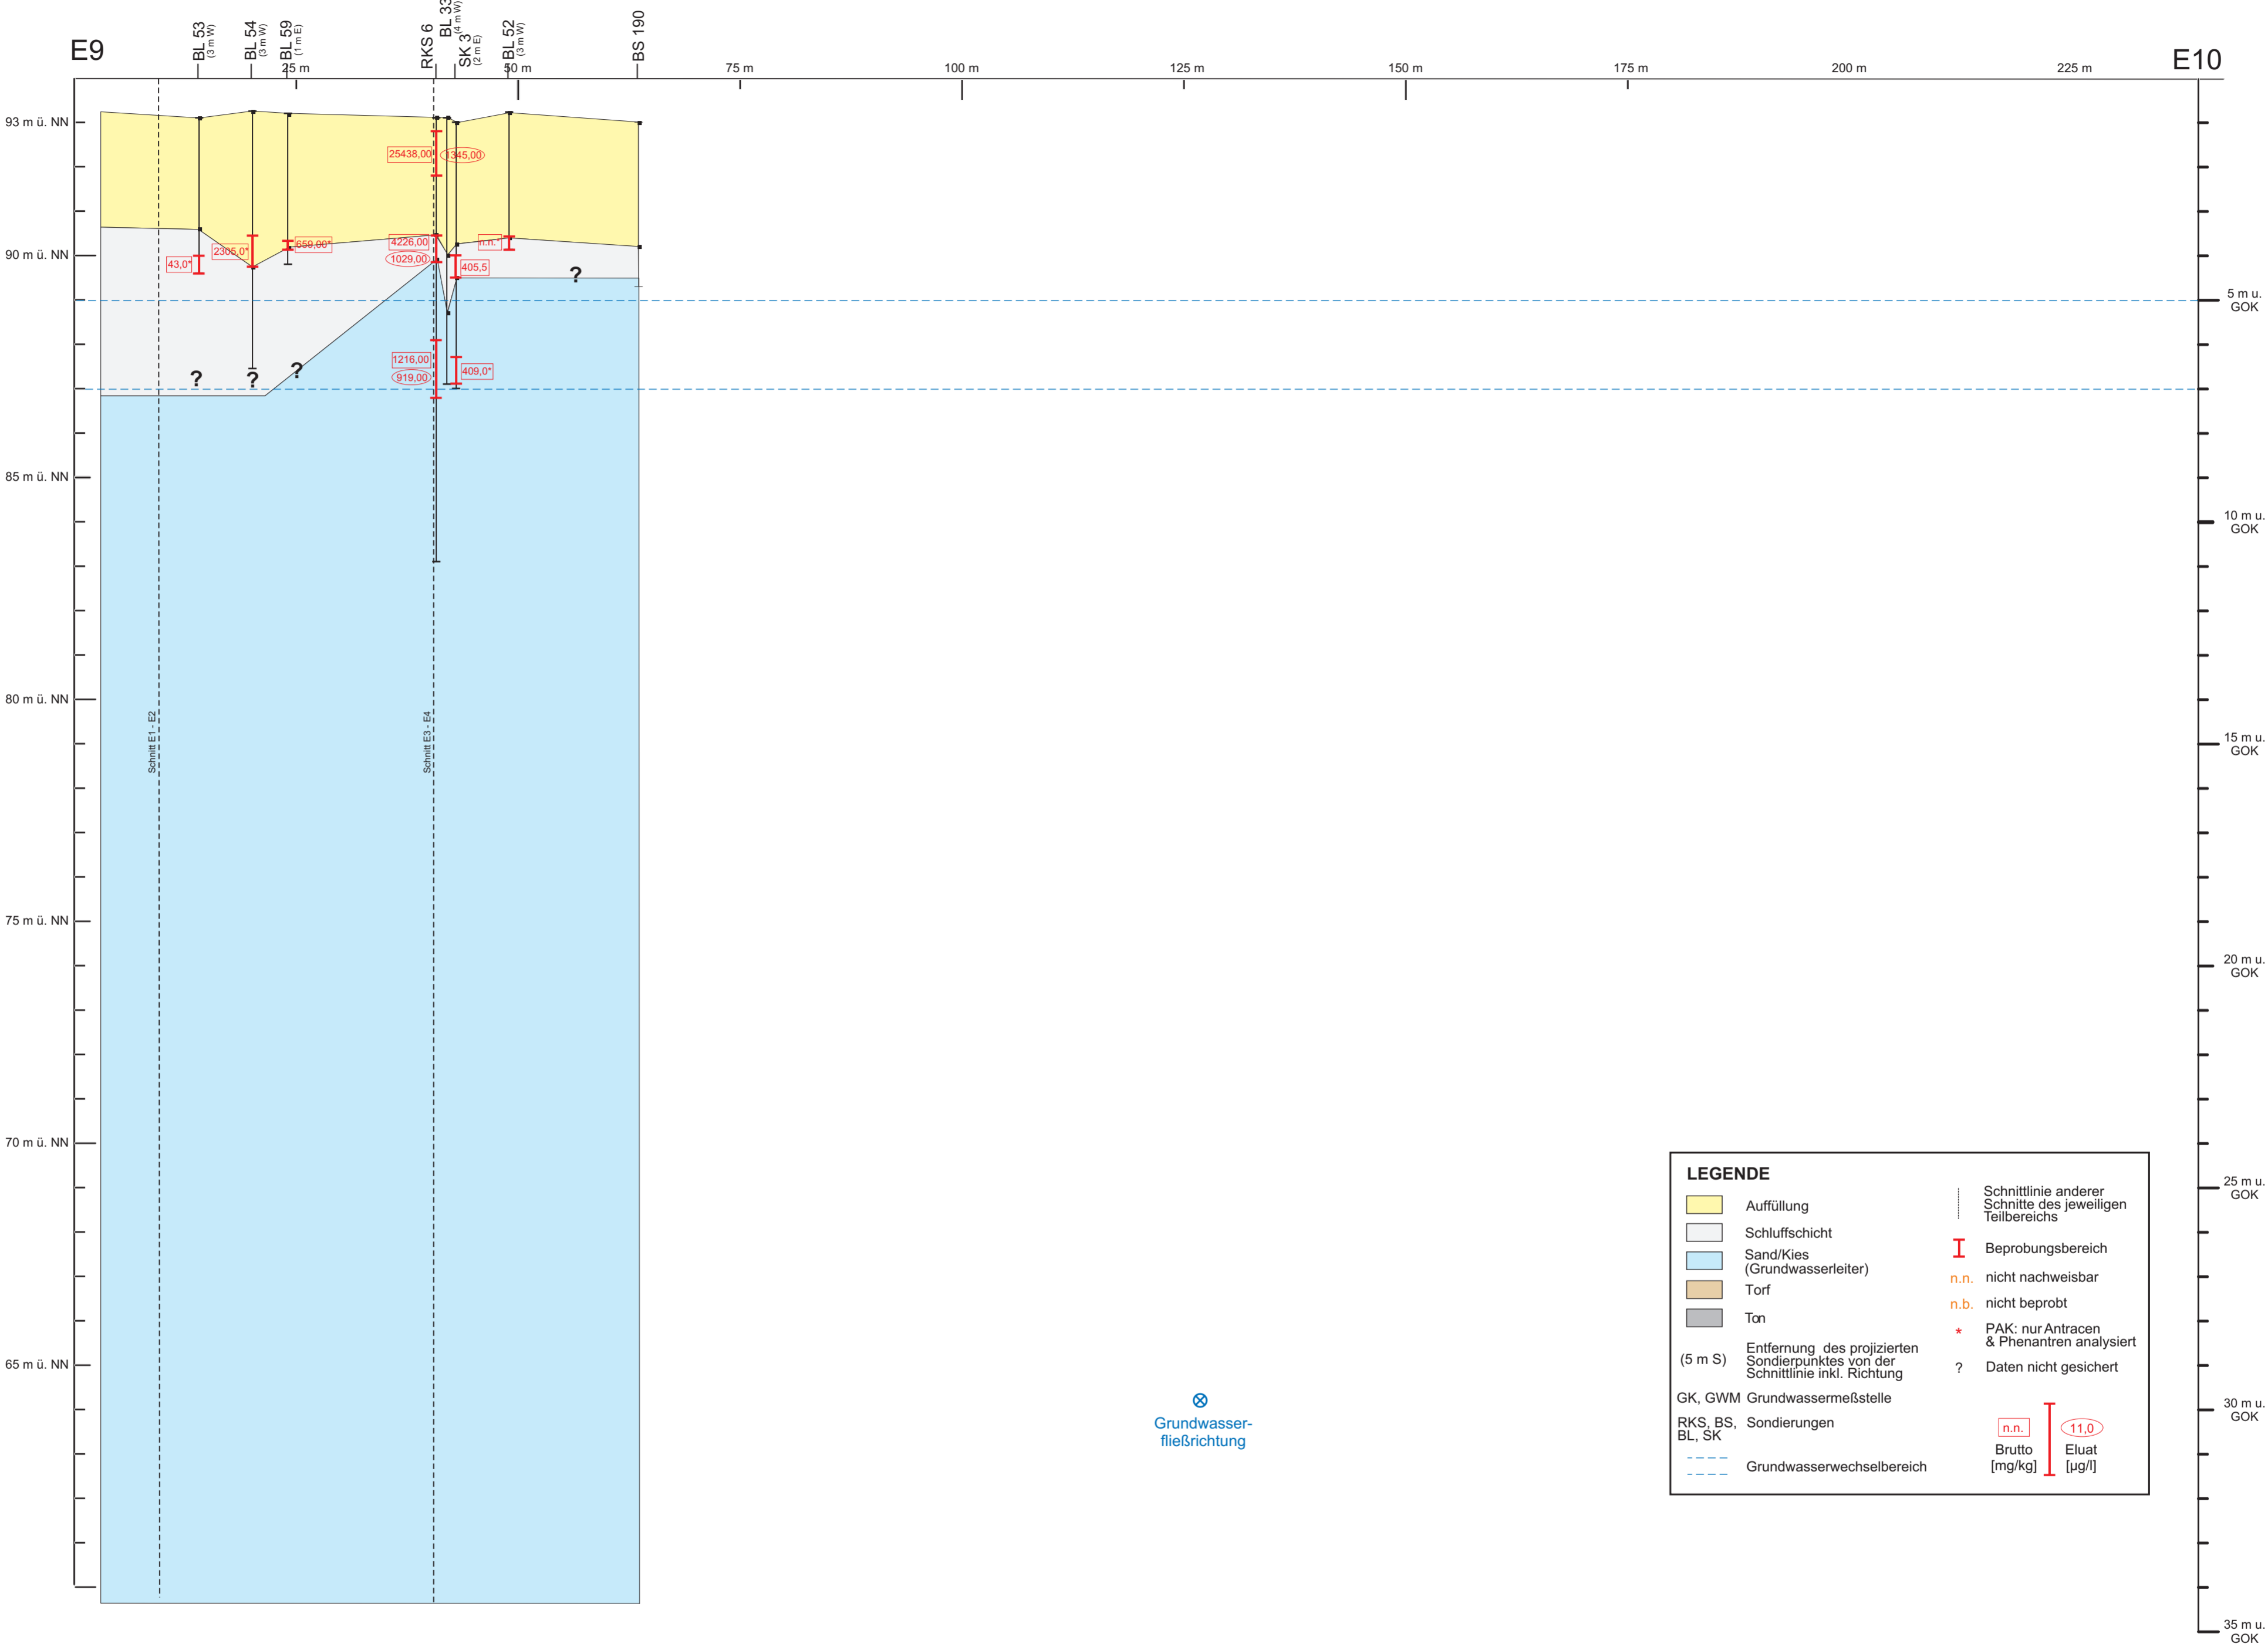 E9
BL 53
(3 m W)
BL 54
(3 m W)
BL 59
(1 m E)
RKS 6
BL 33
(4 m W)
SK 3
(2 m E)
BL 52
(3 m W)
BS 190
E10
25 m
50 m
75 m
100 m
125 m
150 m
175 m
200 m
225 m
93 m ü. NN
90 m ü. NN
85 m ü. NN
80 m ü. NN
75 m ü. NN
70 m ü. NN
65 m ü. NN
25438,00
1345,00
43,0*
2305,0*
659,00*
4226,00
1029,00
n.n.*
405,5
1216,00
919,00
409,0*
?
?
?
?
Schnitt E1 - E2
Schnitt E3 - E4
5 m u.
GOK
10 m u.
GOK
15 m u.
GOK
20 m u.
GOK
25 m u.
GOK
30 m u.
GOK
35 m u.
GOK
Grundwasser-
fließrichtung
LEGENDE
Auffüllung
Schluffschicht
Sand/Kies
(Grundwasserleiter)
Torf
Ton
(5 m S)
Entfernung des projizierten
Sondierpunktes von der
Schnittlinie inkl. Richtung
GK, GWM Grundwassermeßstelle
RKS, BS, Sondierungen
BL, SK
Grundwasserwechselbereich
Schnittlinie anderer
Schnitte des jeweiligen
Teilbereichs
Beprobungsbereich
n.n. nicht nachweisbar
n.b. nicht beprobt
* PAK: nur Antracen
& Phenantren analysiert
? Daten nicht gesichert
n.n.
11,0
Brutto
[mg/kg]
Eluat
[µg/l]